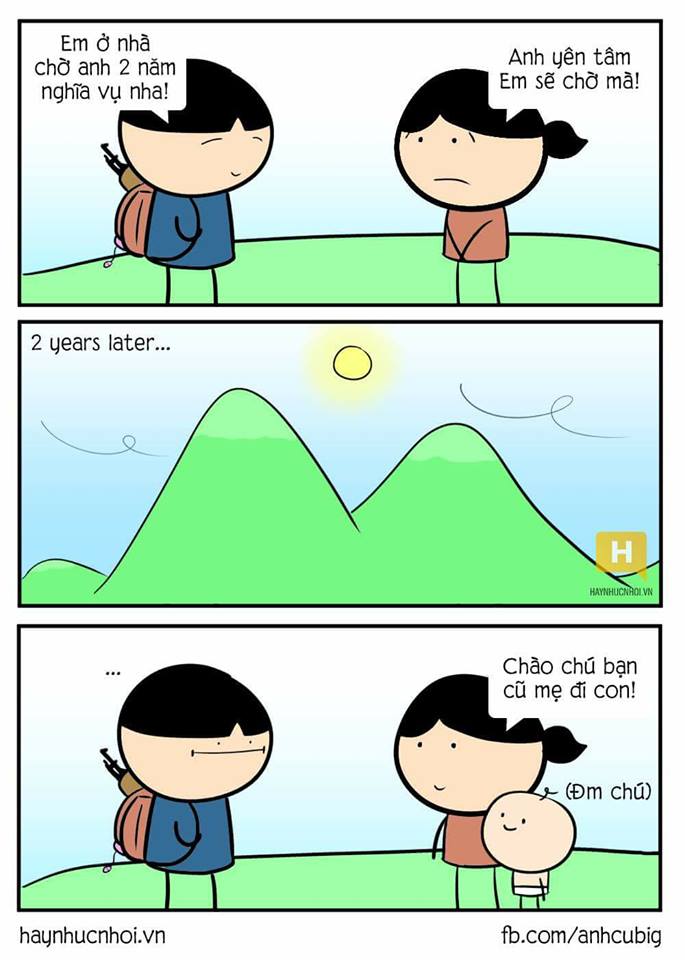 Em ở nhà
chờ anh 2 năm
nghĩa vụ nha!
Anh yên tâm
Em sẽ chờ mà!
2 years later...
H
HAYNHUCNHOI.VN
...
Chào chú bạn
cũ mẹ đi con!
(Đm chú)
haynhucnhoi.vn
fb.com/anhcubig